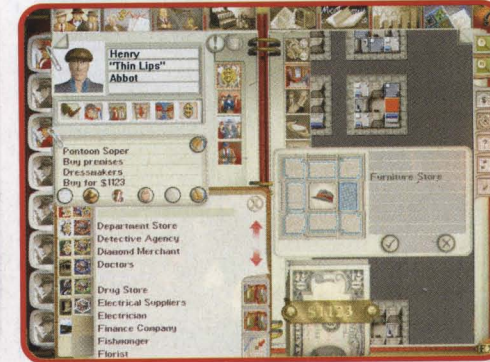 Henry
"Thin Lips"
Abbot
Pontoon Soper
Buy premises
Dressmakers
Buy for $1123
Furniture Store
Department Store
Detective Agency
Diamond Merchant
Doctors
Drug Store
Electrical Suppliers
Electrician
Finance Company
Fishmonger
Florist
$1123